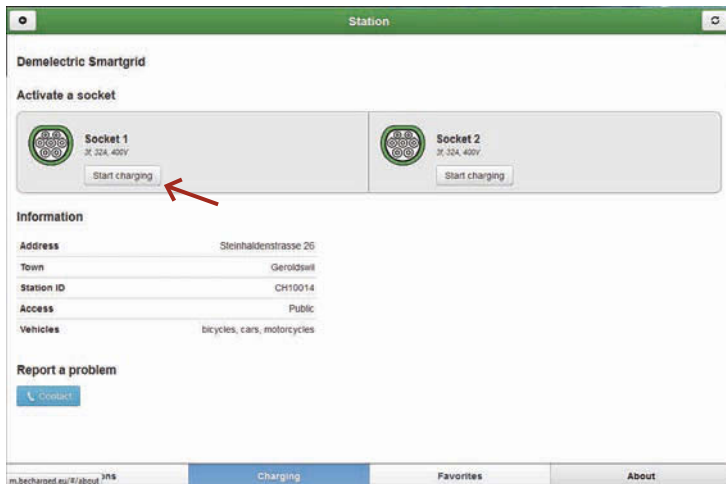 Station
Demelectric Smartgrid
Activate a socket
Socket 1
3f, 32A, 400V
Start charging
Socket 2
3f, 32A, 400V
Start charging
Information
Address Steinhaldenstrasse 26
Town Geroldswil
Station ID CH10014
Access Public
Vehicles bicycles, cars, motorcycles
Report a problem
Contact
m.becharged.eu/#/about ons Charging Favorites About